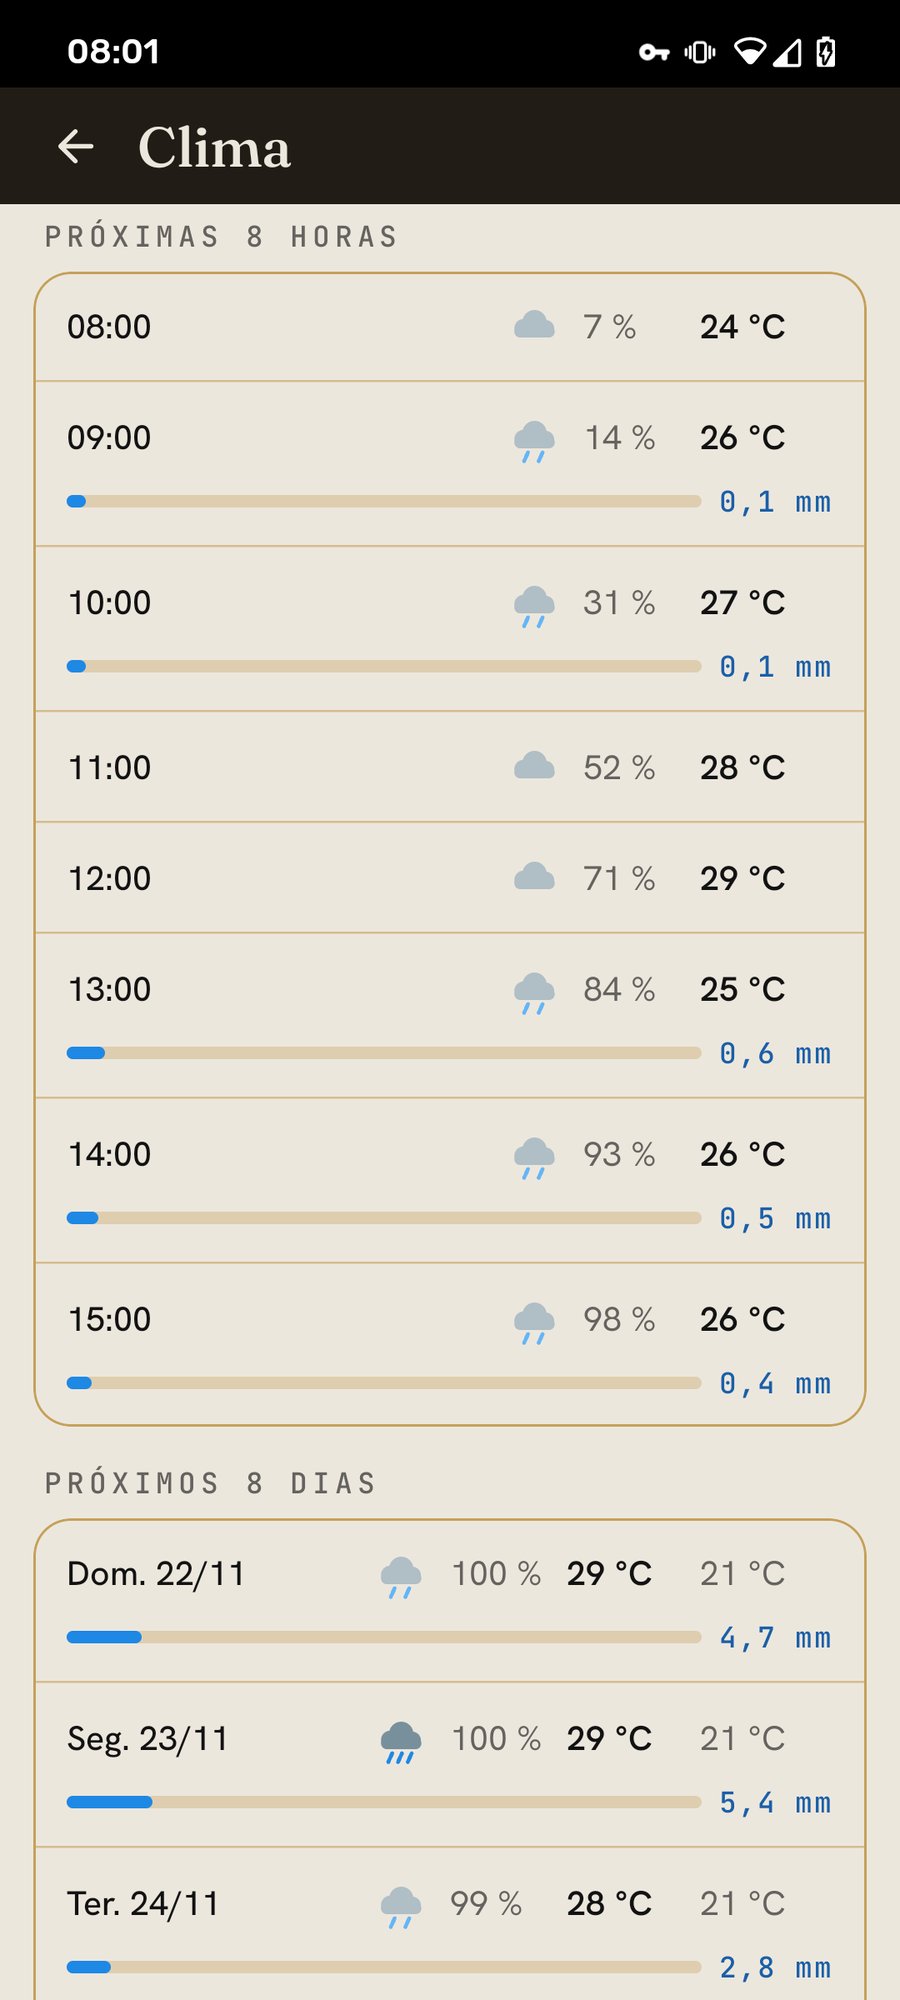 08:01
Clima
PRÓXIMAS 8 HORAS
08:00 7 % 24 °C
09:00 14 % 26 °C
0,1 mm
10:00 31 % 27 °C
0,1 mm
11:00 52 % 28 °C
12:00 71 % 29 °C
13:00 84 % 25 °C
0,6 mm
14:00 93 % 26 °C
0,5 mm
15:00 98 % 26 °C
0,4 mm
PRÓXIMOS 8 DIAS
Dom. 22/11 100 % 29 °C 21 °C
4,7 mm
Seg. 23/11 100 % 29 °C 21 °C
5,4 mm
Ter. 24/11 99 % 28 °C 21 °C
2,8 mm